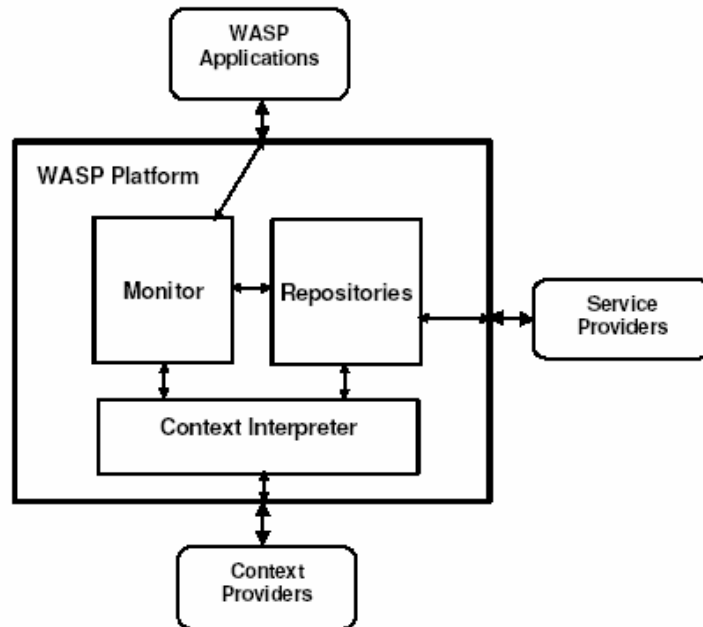 WASP
Applications
WASP Platform
Monitor
Repositories
Service
Providers
Context Interpreter
Context
Providers